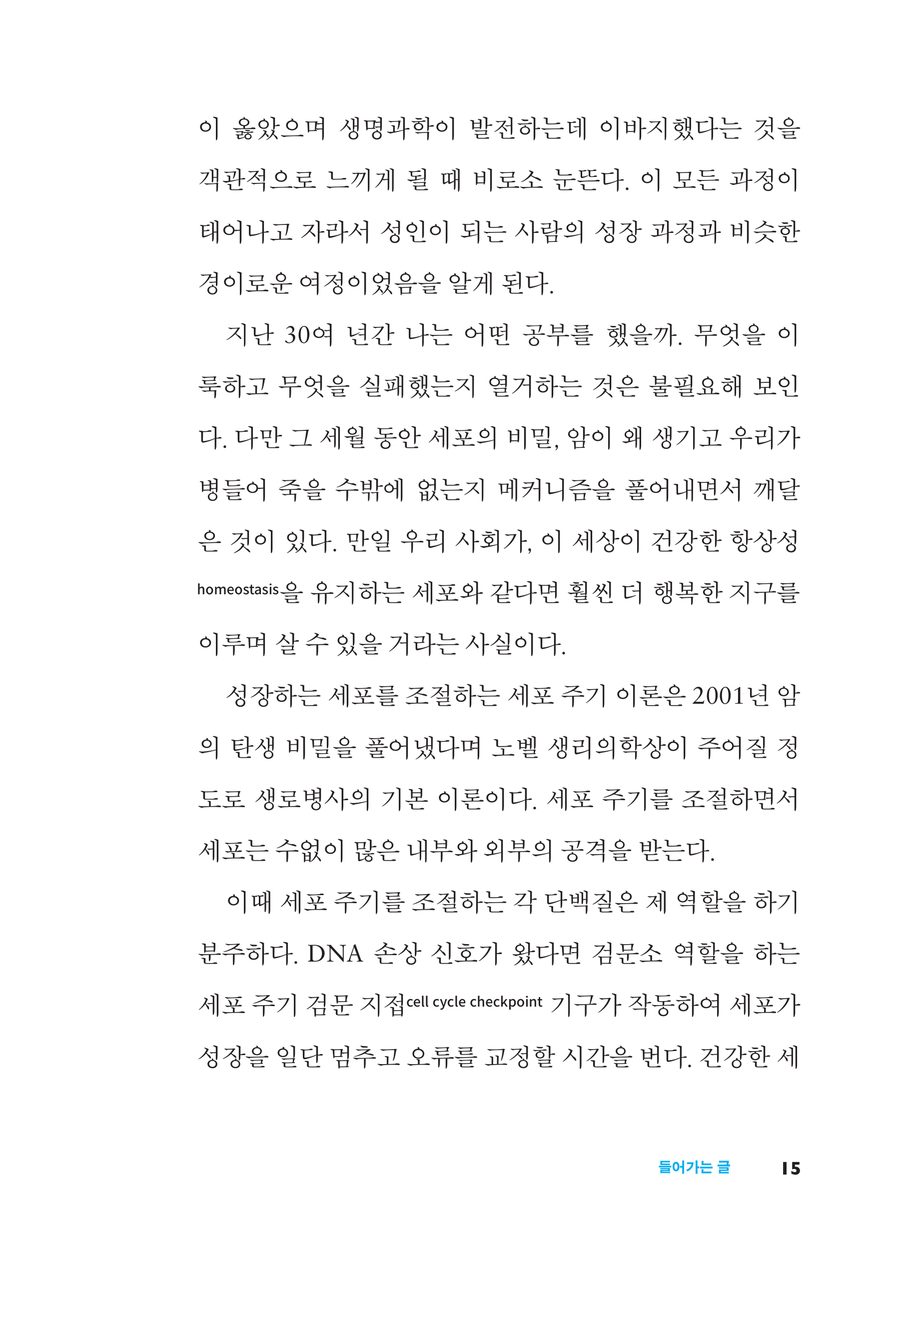 이 옳았으며 생명과학이 발전하는데 이바지했다는 것을
객관적으로 느끼게 될 때 비로소 눈뜬다. 이 모든 과정이
태어나고 자라서 성인이 되는 사람의 성장 과정과 비슷한
경이로운 여정이었음을 알게 된다.
지난 30여 년간 나는 어떤 공부를 했을까. 무엇을 이
룩하고 무엇을 실패했는지 열거하는 것은 불필요해 보인
다. 다만 그 세월 동안 세포의 비밀, 암이 왜 생기고 우리가
병들어 죽을 수밖에 없는지 메커니즘을 풀어내면서 깨달
은 것이 있다. 만일 우리 사회가, 이 세상이 건강한 항상성
homeostasis을 유지하는 세포와 같다면 훨씬 더 행복한 지구를
이루며 살 수 있을 거라는 사실이다.
성장하는 세포를 조절하는 세포 주기 이론은 2001년 암
의 탄생 비밀을 풀어냈다며 노벨 생리의학상이 주어질 정
도로 생로병사의 기본 이론이다. 세포 주기를 조절하면서
세포는 수없이 많은 내부와 외부의 공격을 받는다.
이때 세포 주기를 조절하는 각 단백질은 제 역할을 하기
분주하다. DNA 손상 신호가 왔다면 검문소 역할을 하는
세포 주기 검문 지점cell cycle checkpoint 기구가 작동하여 세포가
성장을 일단 멈추고 오류를 교정할 시간을 번다. 건강한 세
들어가는 글 15